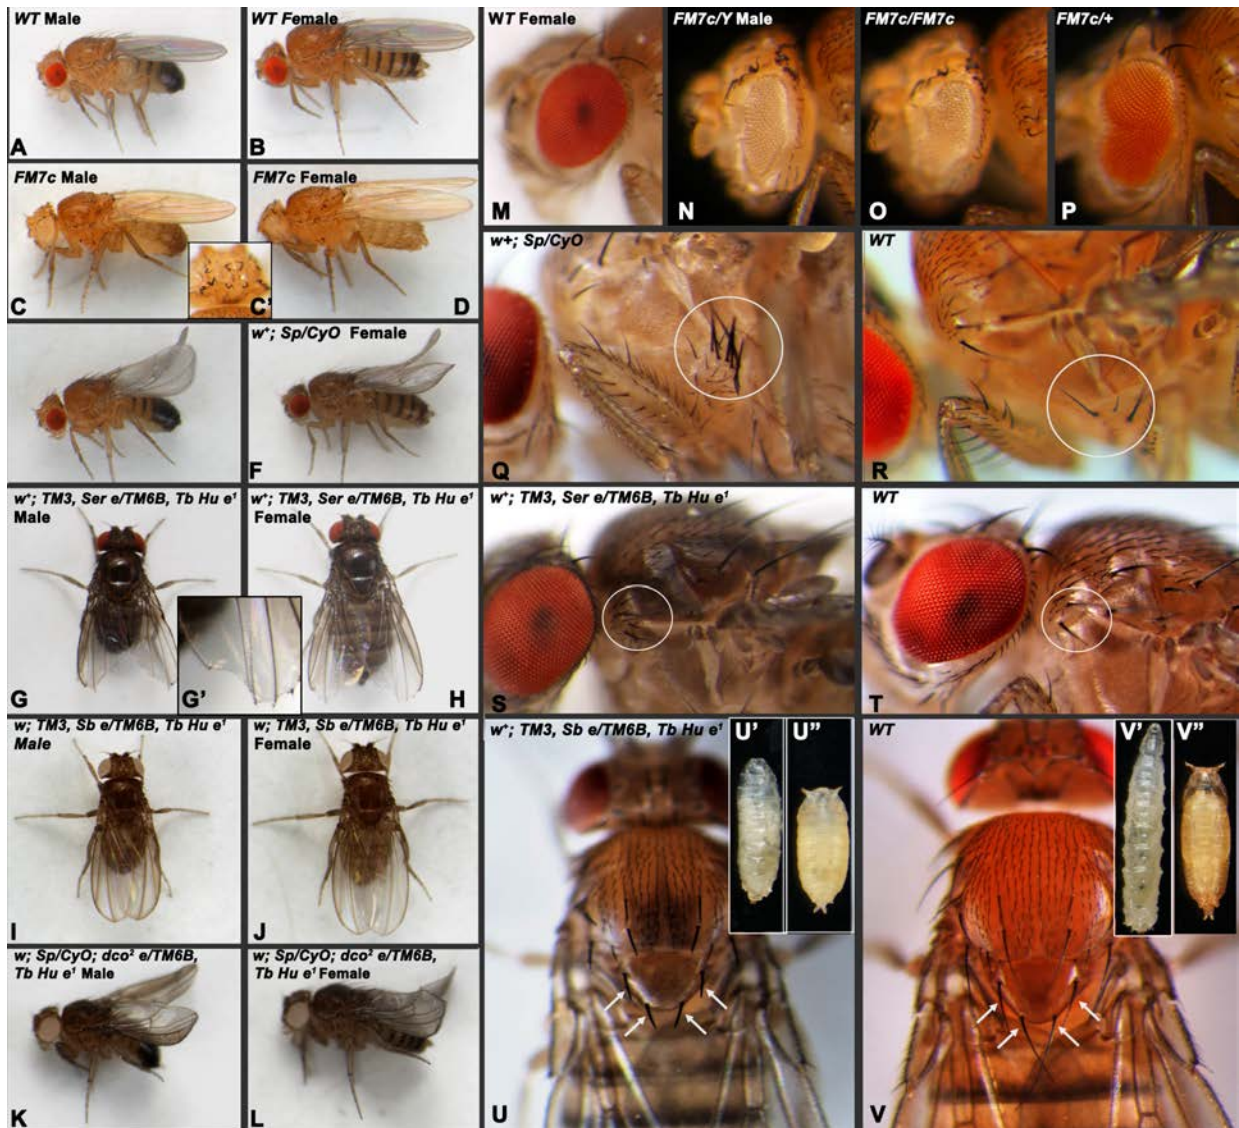 WT Male
A
WT Female
B
FM7c Male
C
C'
FM7c Female
D
w⁺; Sp/CyO Female
F
w⁺; TM3, Ser e/TM6B, Tb Hu e¹
Male
G
G'
w⁺; TM3, Ser e/TM6B, Tb Hu e¹
Female
H
w; TM3, Sb e/TM6B, Tb Hu e¹
Male
I
w; TM3, Sb e/TM6B, Tb Hu e¹
Female
J
w; Sp/CyO; dco² e/TM6B,
Tb Hu e¹ Male
K
w; Sp/CyO; dco² e/TM6B,
Tb Hu e¹ Female
L
WT Female
M
FM7c/Y Male
N
FM7c/FM7c
O
FM7c/+
P
w+; Sp/CyO
Q
WT
R
w⁺; TM3, Ser e/TM6B, Tb Hu e¹
S
WT
T
w⁺; TM3, Sb e/TM6B, Tb Hu e¹
U'
U''
U
WT
V'
V''
V